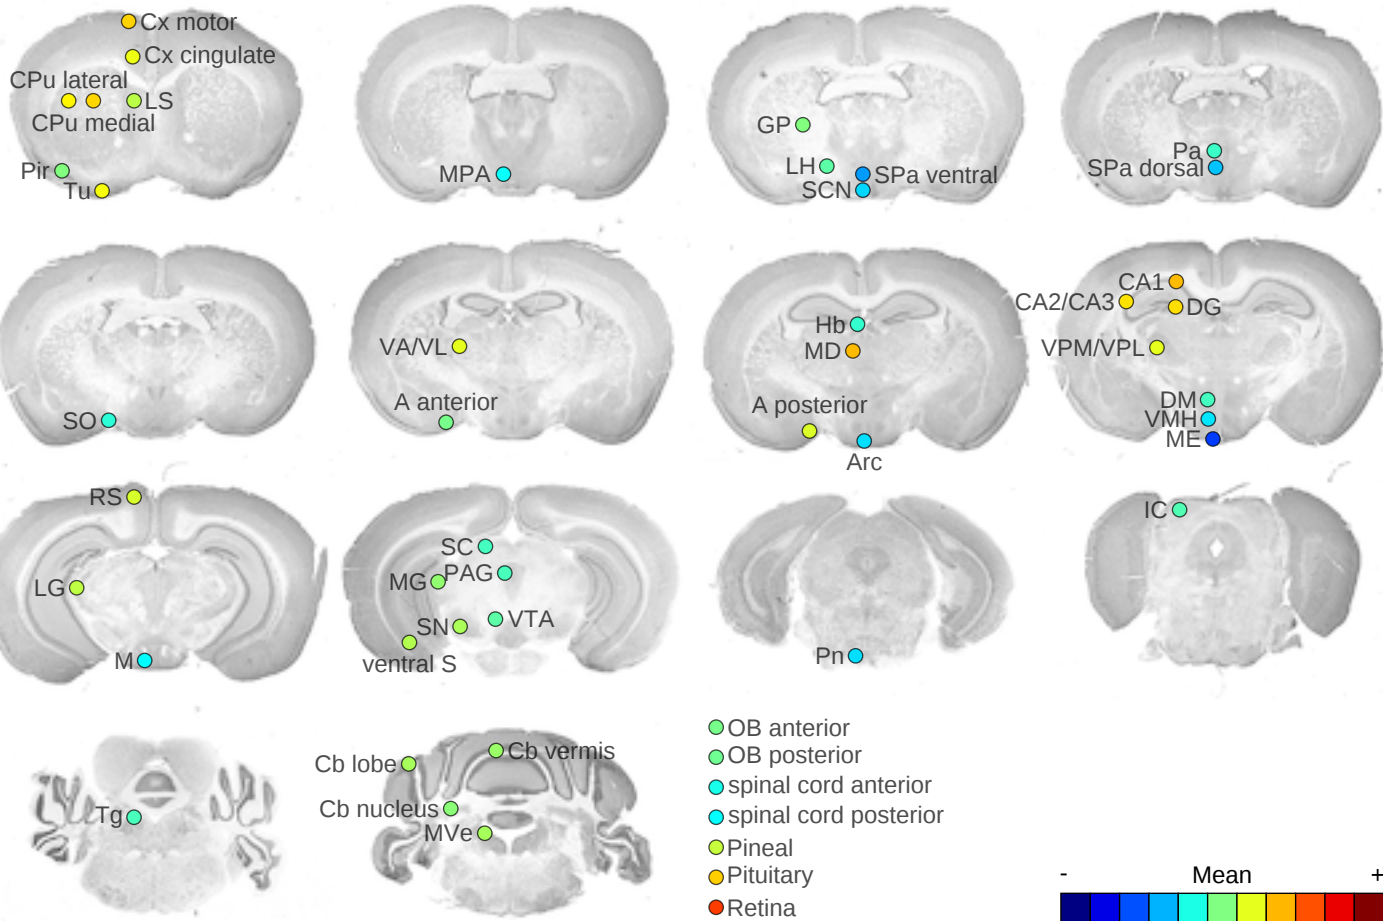 Cx motor
Cx cingulate
CPu lateral
LS
CPu medial
Pir
Tu
MPA
GP
LH
SPa ventral
SCN
Pa
SPa dorsal
SO
VA/VL
A anterior
Hb
MD
A posterior
Arc
CA1
CA2/CA3
DG
VPM/VPL
DM
VMH
ME
RS
LG
M
SC
PAG
MG
VTA
SN
ventral S
Pn
IC
Tg
Cb vermis
Cb lobe
Cb nucleus
MVe
OB anterior
OB posterior
spinal cord anterior
spinal cord posterior
Pineal
Pituitary
Retina
- Mean +